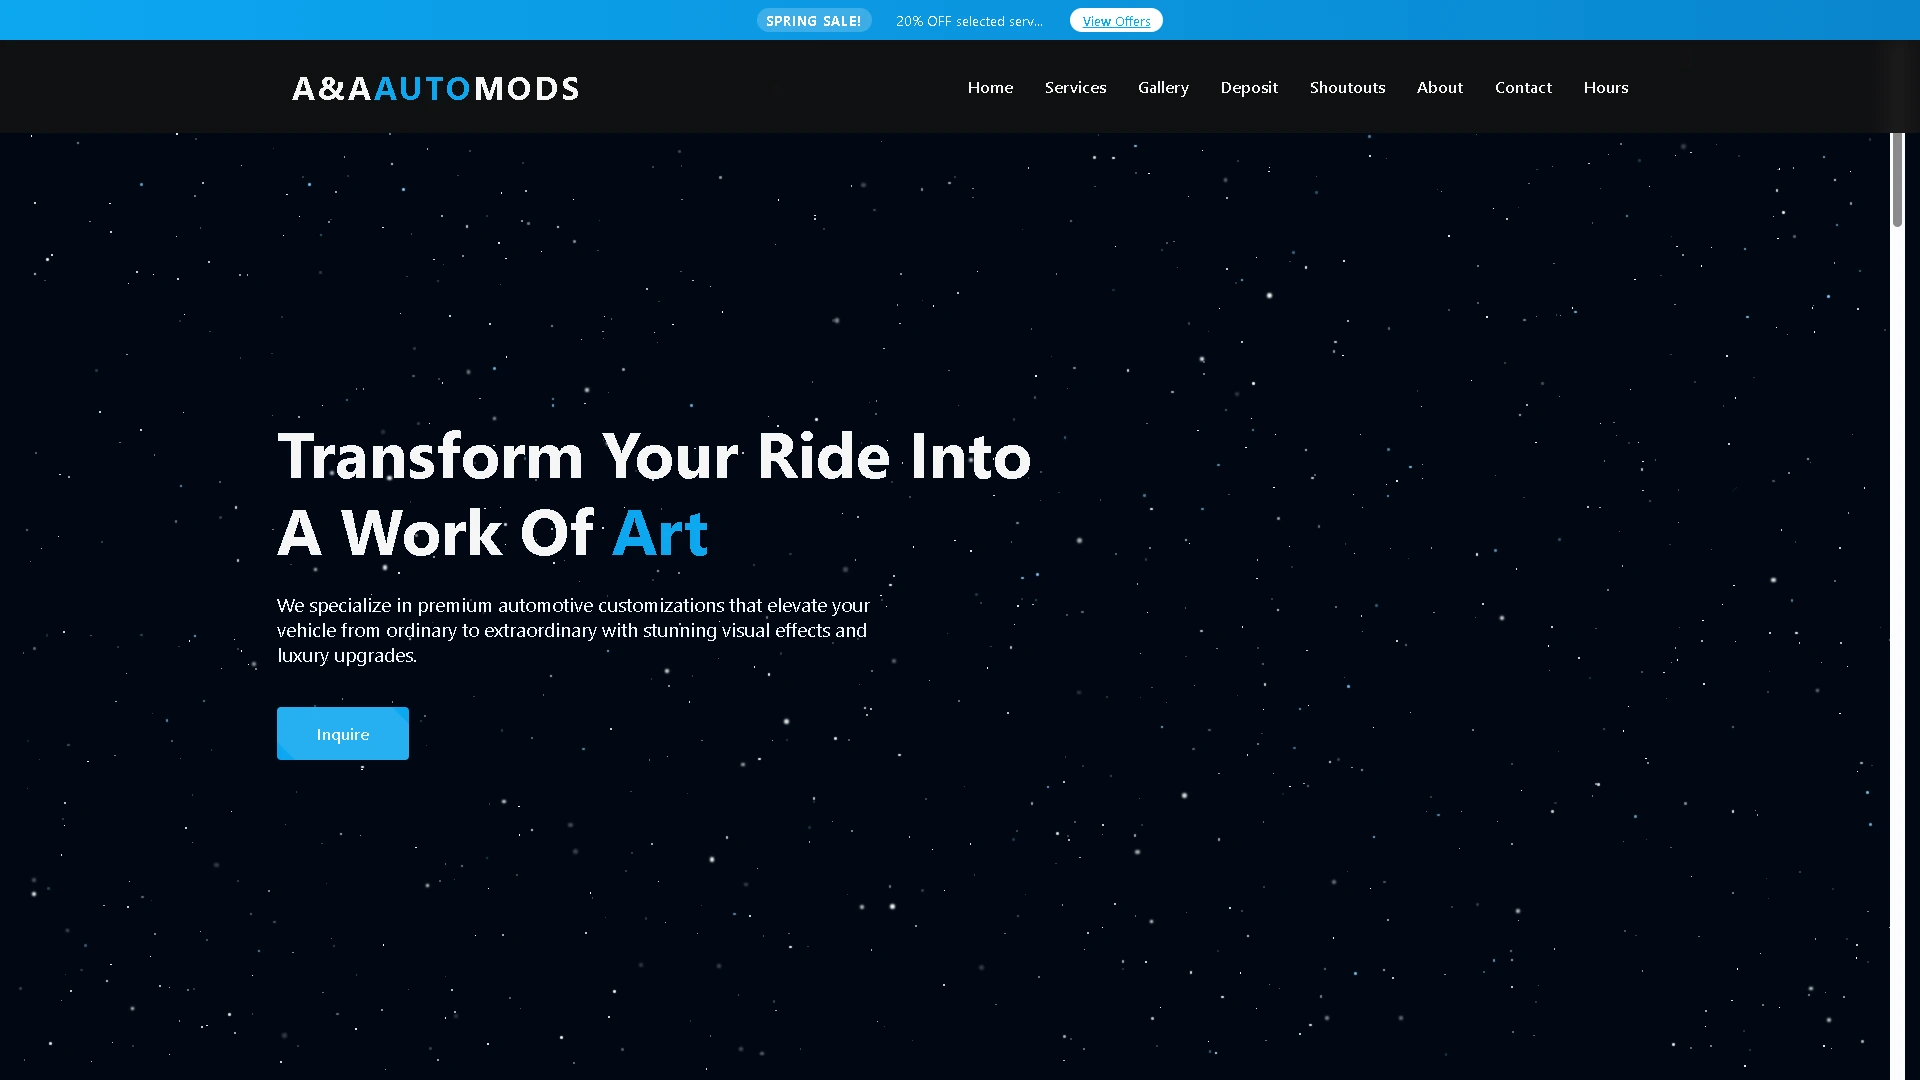 SPRING SALE! 20% OFF selected serv... View Offers
A&AAUTOMODS
Home Services Gallery Deposit Shoutouts About Contact Hours
Transform Your Ride Into
A Work Of Art
We specialize in premium automotive customizations that elevate your
vehicle from ordinary to extraordinary with stunning visual effects and
luxury upgrades.
Inquire